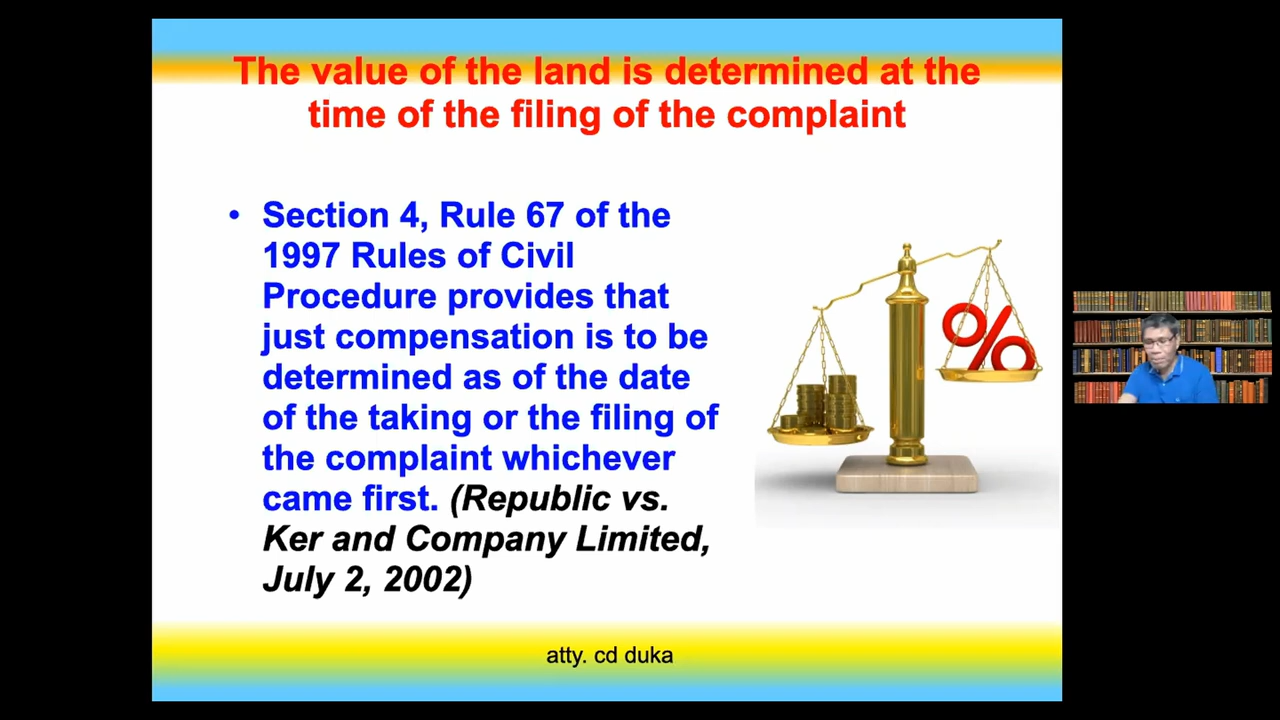 The value of the land is determined at the
time of the filing of the complaint
• Section 4, Rule 67 of the
1997 Rules of Civil
Procedure provides that
just compensation is to be
determined as of the date
of the taking or the filing of
the complaint whichever
came first. (Republic vs.
Ker and Company Limited,
July 2, 2002)
%
atty. cd duka